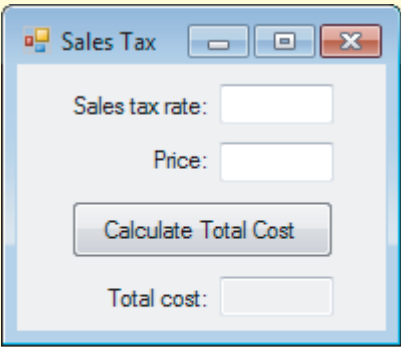 Sales Tax
Sales tax rate:
Price:
Calculate Total Cost
Total cost: